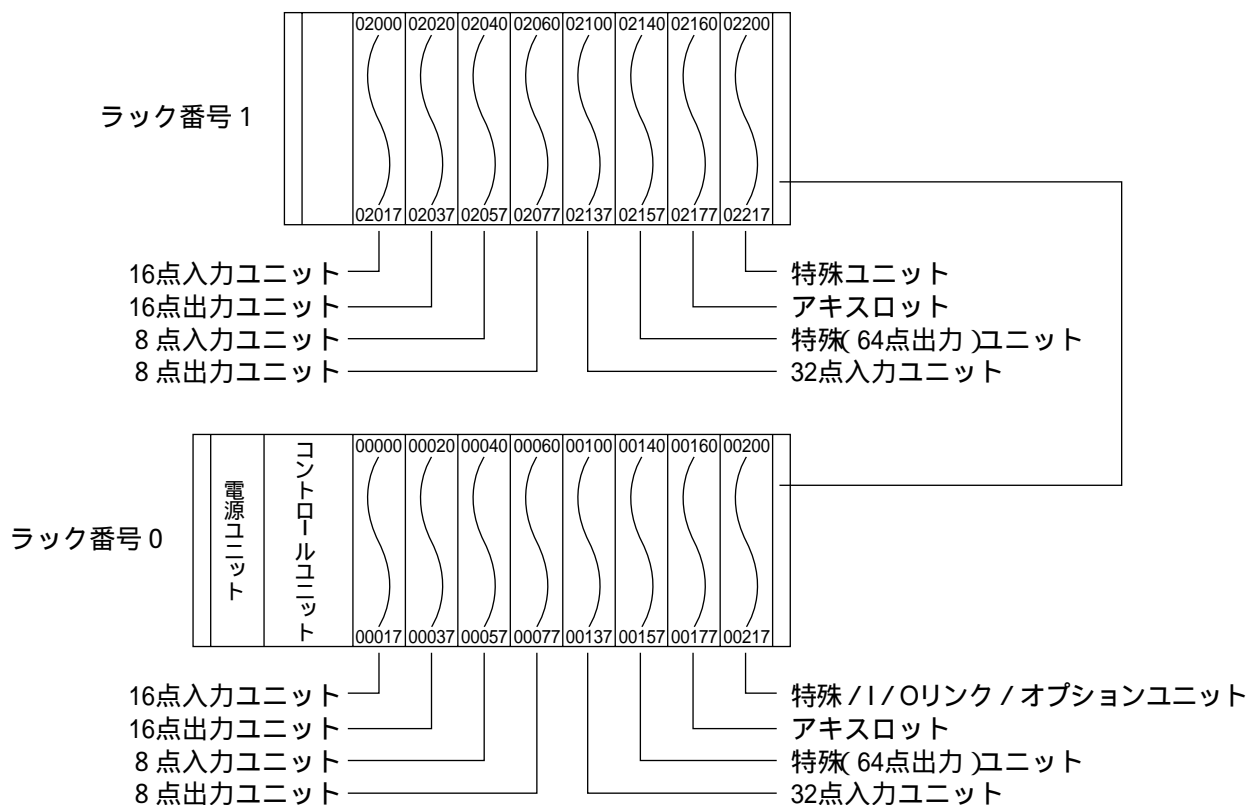 02000 02020 02040 02060 02100 02140 02160 02200
ラック番号 1
02017 02037 02057 02077 02137 02157 02177 02217
16点入力ユニット
16点出力ユニット
8 点入力ユニット
8 点出力ユニット
特殊ユニット
アキスロット
特殊( 64点出力 )ユニット
32点入力ユニット
00000 00020 00040 00060 00100 00140 00160 00200
ラック番号 0
電源ユニット
コントロールユニット
00017 00037 00057 00077 00137 00157 00177 00217
16点入力ユニット
16点出力ユニット
8 点入力ユニット
8 点出力ユニット
特殊 / I / Oリンク / オプションユニット
アキスロット
特殊( 64点出力 )ユニット
32点入力ユニット